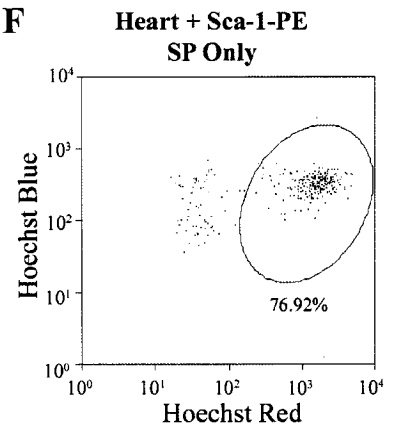 F
Heart + Sca-1-PE
SP Only
10⁴
10³
10²
10¹
10⁰
Hoechst Blue
76.92%
10⁰ 10¹ 10² 10³ 10⁴
Hoechst Red